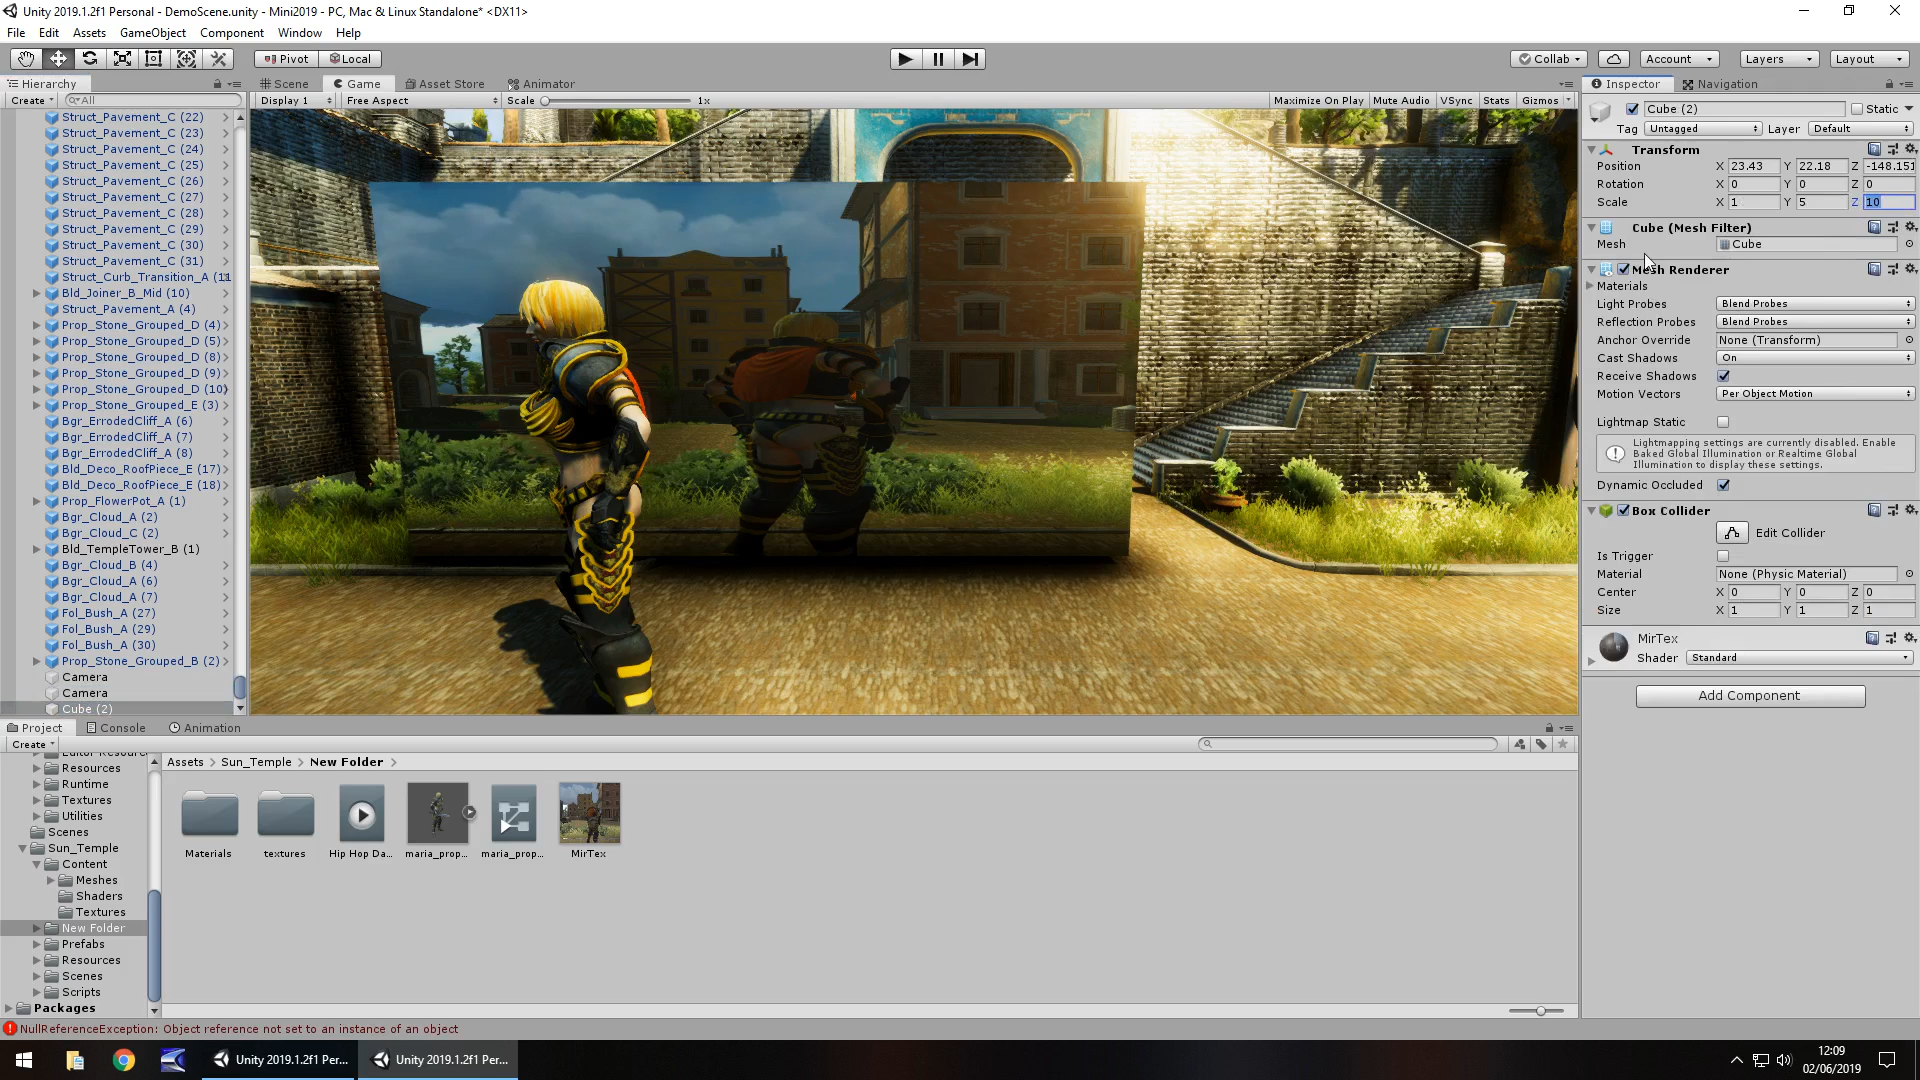 Unity 2019.1.2f1 Personal - DemoScene.unity - Mini2019 - PC, Mac & Linux Standalone* <DX11>
File Edit Assets GameObject Component Window Help
Pivot Local Collab Account Layers Layout
Hierarchy Scene Game Asset Store Animator Inspector Navigation
Create All Display 1 Free Aspect Scale 1x Maximize On Play Mute Audio VSync Stats Gizmos
Cube (2) Static
Tag Untagged Layer Default
Struct_Pavement_C (22)
Struct_Pavement_C (23)
Struct_Pavement_C (24)
Struct_Pavement_C (25)
Struct_Pavement_C (26)
Struct_Pavement_C (27)
Struct_Pavement_C (28)
Struct_Pavement_C (29)
Struct_Pavement_C (30)
Struct_Pavement_C (31)
Struct_Curb_Transition_A (11
Bld_Joiner_B_Mid (10)
Struct_Pavement_A (4)
Prop_Stone_Grouped_D (4)
Prop_Stone_Grouped_D (5)
Prop_Stone_Grouped_D (8)
Prop_Stone_Grouped_D (9)
Prop_Stone_Grouped_D (10)
Prop_Stone_Grouped_E (3)
Bgr_ErrodedCliff_A (6)
Bgr_ErrodedCliff_A (7)
Bgr_ErrodedCliff_A (8)
Bld_Deco_RoofPiece_E (17)
Bld_Deco_RoofPiece_E (18)
Prop_FlowerPot_A (1)
Bgr_Cloud_A (2)
Bgr_Cloud_C (2)
Bld_TempleTower_B (1)
Bgr_Cloud_B (4)
Bgr_Cloud_A (6)
Bgr_Cloud_A (7)
Fol_Bush_A (27)
Fol_Bush_A (29)
Fol_Bush_A (30)
Prop_Stone_Grouped_B (2)
Camera
Camera
Cube (2)
Transform
Position X 23.43 Y 22.18 Z -148.151
Rotation X 0 Y 0 Z 0
Scale X 1 Y 5 Z 10
Cube (Mesh Filter)
Mesh Cube
Mesh Renderer
Materials
Light Probes Blend Probes
Reflection Probes Blend Probes
Anchor Override None (Transform)
Cast Shadows On
Receive Shadows
Motion Vectors Per Object Motion
Lightmap Static
Lightmapping settings are currently disabled. Enable
Baked Global Illumination or Realtime Global
Illumination to display these settings.
Dynamic Occluded
Box Collider
Edit Collider
Is Trigger
Material None (Physic Material)
Center X 0 Y 0 Z 0
Size X 1 Y 1 Z 1
MirTex
Shader Standard
Add Component
Project Console Animation
Create
Resources
Runtime
Textures
Utilities
Scenes
Sun_Temple
Content
Meshes
Shaders
Textures
New Folder
Prefabs
Resources
Scenes
Scripts
Packages
Assets > Sun_Temple > New Folder >
Materials textures Hip Hop Da... maria_prop... maria_prop... MirTex
NullReferenceException: Object reference not set to an instance of an object
Unity 2019.1.2f1 Per... Unity 2019.1.2f1 Per...
12:09
02/06/2019